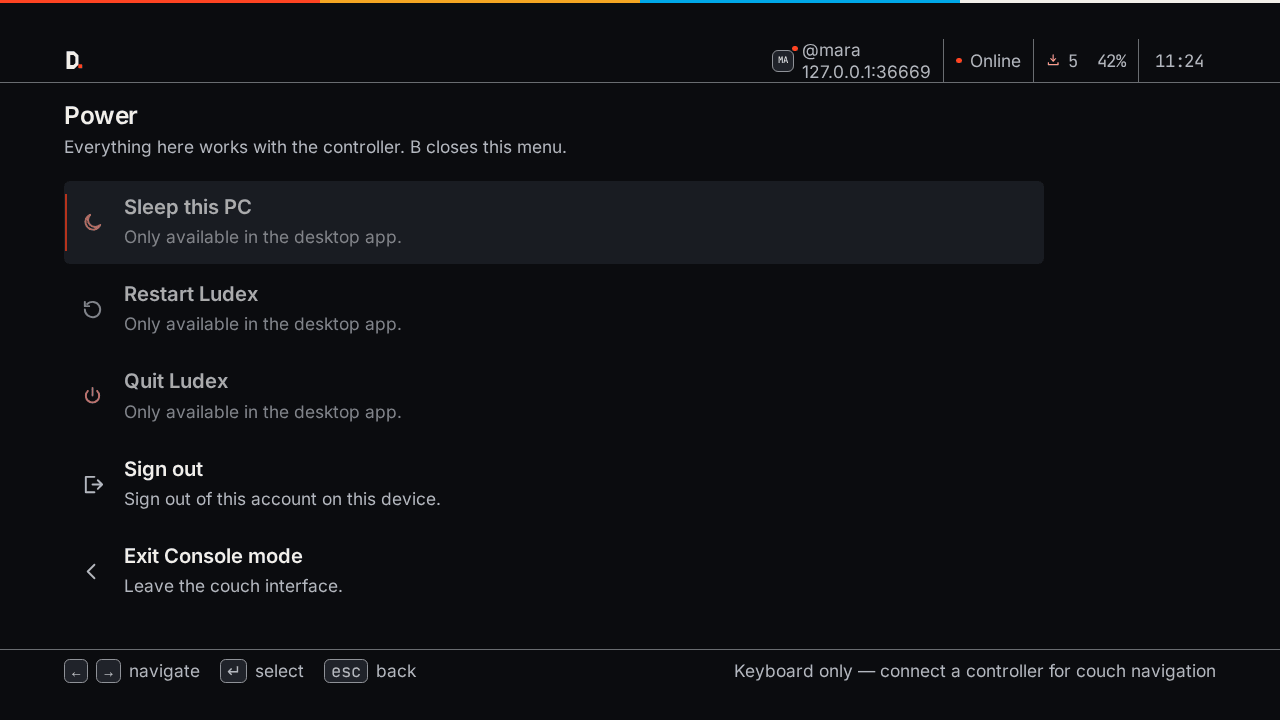 D.
MA
@mara
127.0.0.1:36669
Online
5
42%
11:24
Power
Everything here works with the controller. B closes this menu.
Sleep this PC
Only available in the desktop app.
Restart Ludex
Only available in the desktop app.
Quit Ludex
Only available in the desktop app.
Sign out
Sign out of this account on this device.
Exit Console mode
Leave the couch interface.
← → navigate ↵ select esc back
Keyboard only — connect a controller for couch navigation